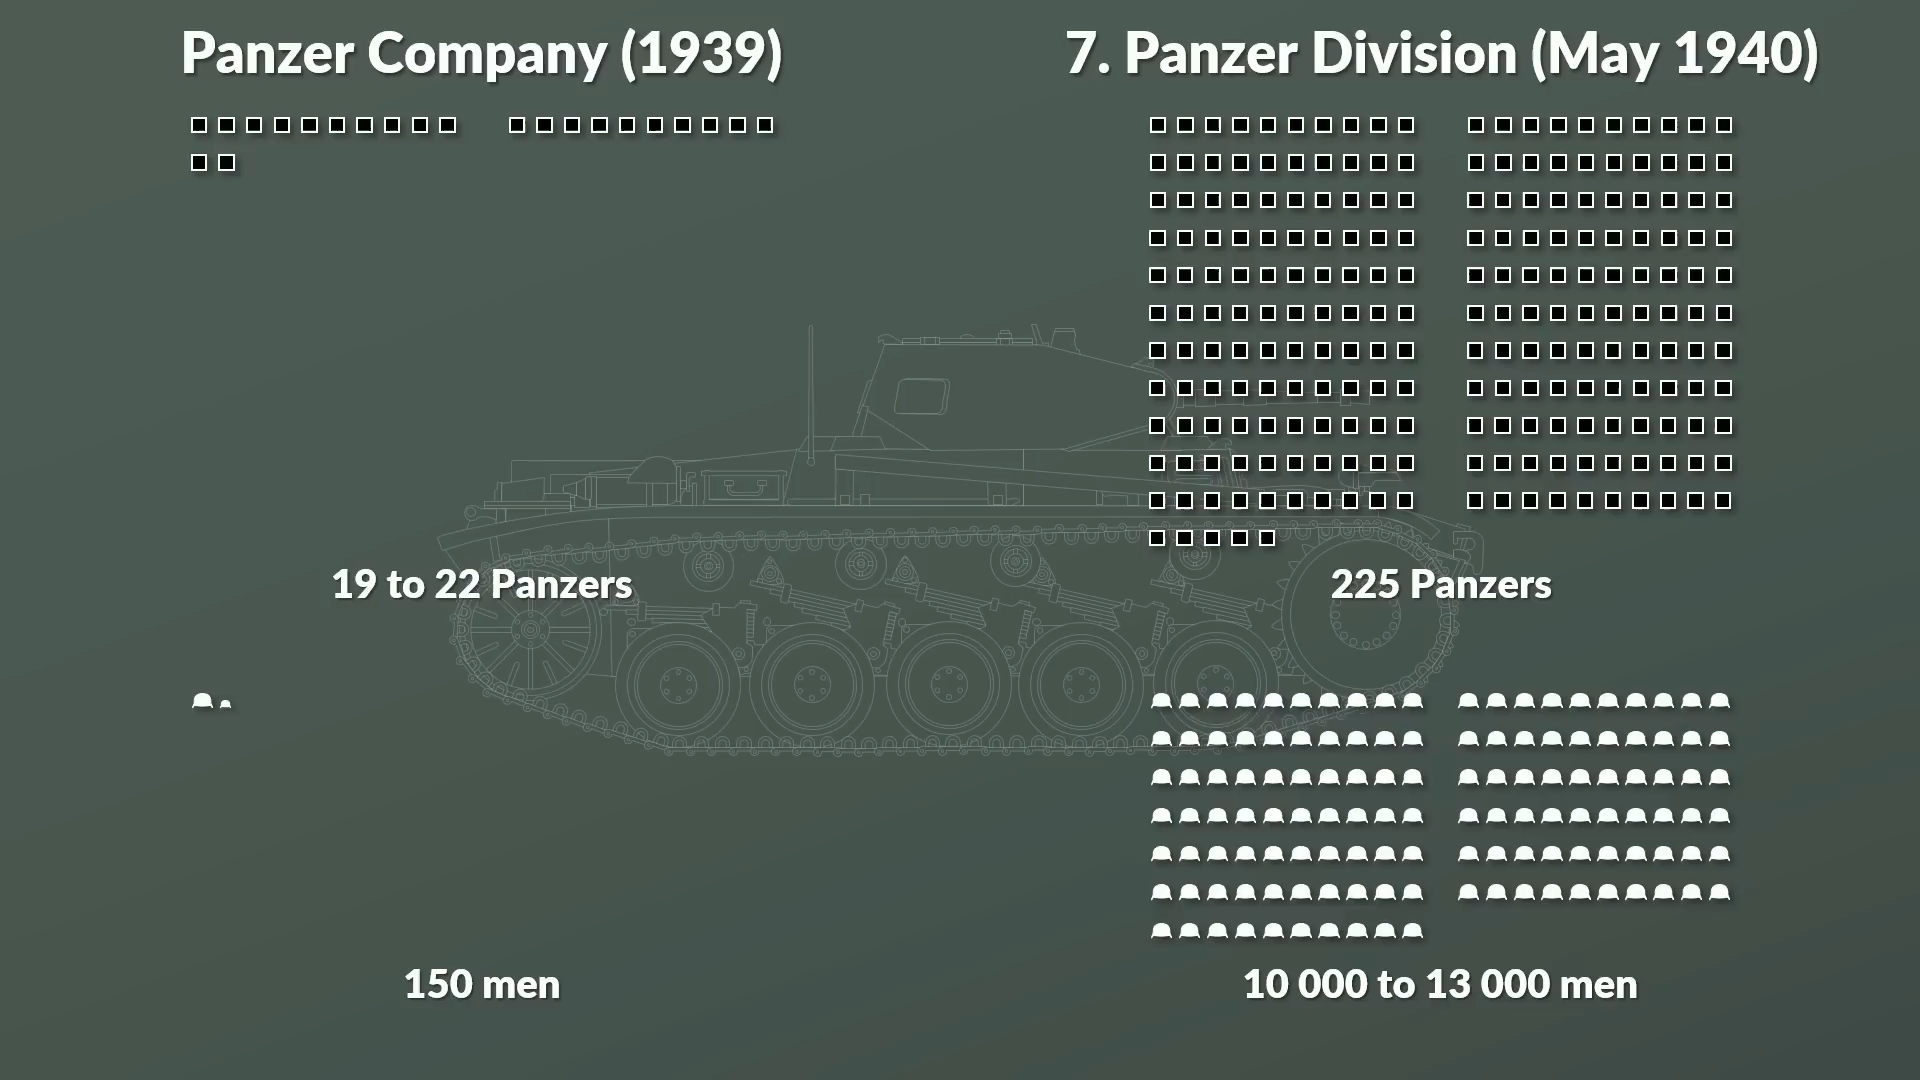 Panzer Company (1939)
7. Panzer Division (May 1940)
19 to 22 Panzers
225 Panzers
150 men
10 000 to 13 000 men